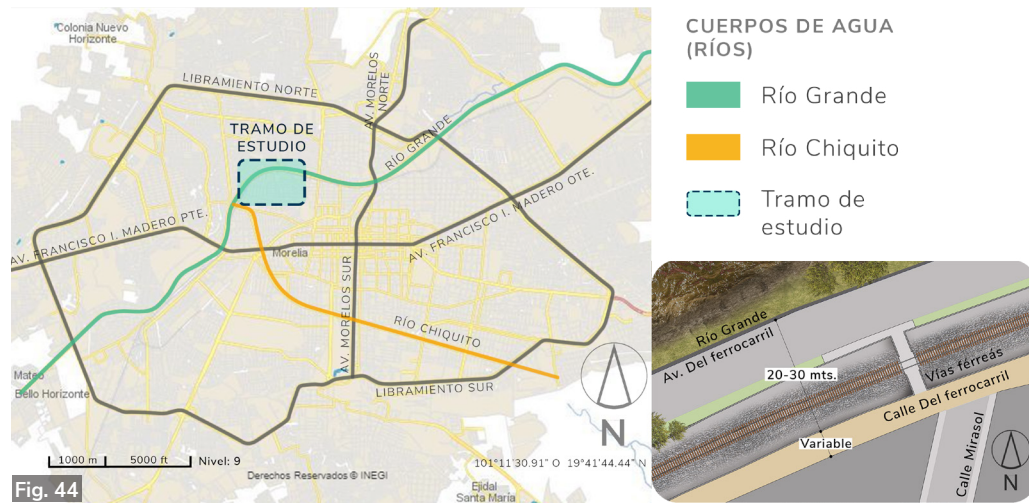 Colonia Nuevo
Horizonte
LIBRAMIENTO NORTE
AV. MORELOS
NORTE
TRAMO DE
ESTUDIO
RÍO GRANDE
AV. FRANCISCO I. MADERO PTE.
AV. FRANCISCO I. MADERO OTE.
Morelia
AV. MORELOS SUR
RÍO CHIQUITO
Mateo
Bello Horizonte
LIBRAMIENTO SUR
N
1000 m
5000 ft
Nivel: 9
101°11'30.91" O 19°41'44.44" N
Derechos Reservados © INEGI
Ejidal
Santa María
Fig. 44
CUERPOS DE AGUA
(RÍOS)
Río Grande
Río Chiquito
Tramo de
estudio
Río Grande
Av. Del ferrocarril
20-30 mts.
Vías férreás
Calle Del ferrocarril
Variable
Calle Mirasol
N